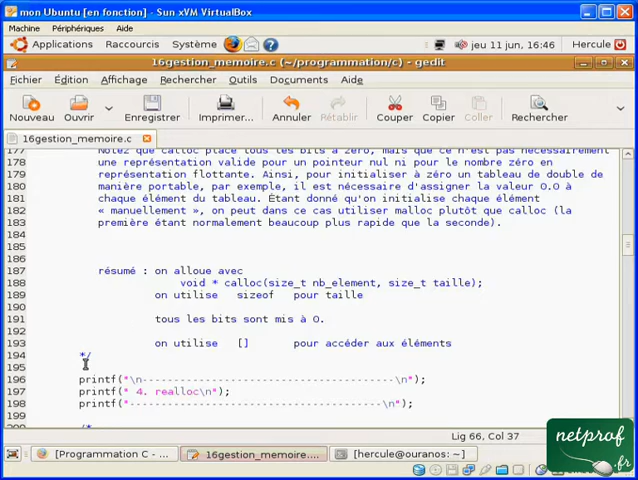 mon Ubuntu [en fonction] - Sun xVM VirtualBox
Machine Périphériques Aide
Applications Raccourcis Système jeu 11 jun, 16:46 Hercule
16gestion_memoire.c (~/programmation/c) - gedit
Fichier Édition Affichage Rechercher Outils Documents Aide
Nouveau Ouvrir Enregistrer Imprimer... Annuler Rétablir Couper Copier Coller Rechercher
16gestion_memoire.c
177 Notez que calloc place tous les bits à zéro, mais que ce n'est pas nécessairement
178 une représentation valide pour un pointeur nul ni pour le nombre zéro en
179 représentation flottante. Ainsi, pour initialiser à zéro un tableau de double de
180 manière portable, par exemple, il est nécessaire d'assigner la valeur 0.0 à
181 chaque élément du tableau. Étant donné qu'on initialise chaque élément
182 « manuellement », on peut dans ce cas utiliser malloc plutôt que calloc (la
183 première étant normalement beaucoup plus rapide que la seconde).
184
185
186
187 résumé : on alloue avec
188 void * calloc(size_t nb_element, size_t taille);
189 on utilise sizeof pour taille
190
191 tous les bits sont mis à 0.
192
193 on utilise [] pour accéder aux éléments
194 */
195
196 printf("\n----------------------------------------\n");
197 printf(" 4. realloc\n");
198 printf("----------------------------------------\n");
200 /*
Lig 66, Col 37
[Programmation C - ... 16gestion_memoire.... [hercule@ouranos: ~]
netprof
.fr